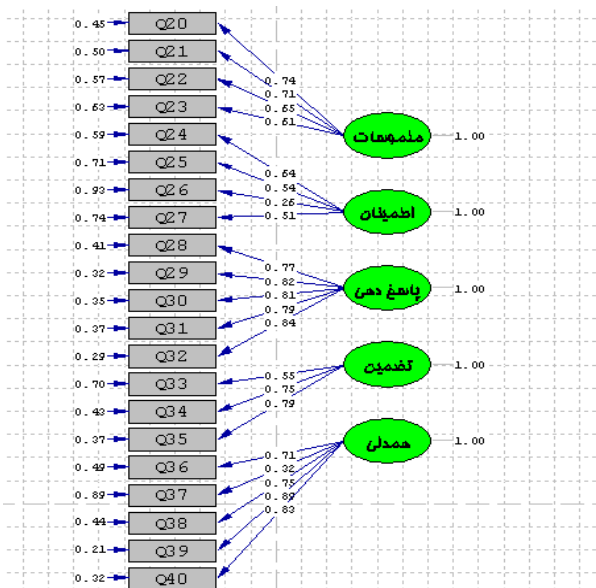 0.45 Q20
0.50 Q21
0.57 Q22
0.63 Q23
0.59 Q24
0.71 Q25
0.93 Q26
0.74 Q27
0.41 Q28
0.32 Q29
0.35 Q30
0.37 Q31
0.29 Q32
0.70 Q33
0.43 Q34
0.37 Q35
0.49 Q36
0.89 Q37
0.44 Q38
0.21 Q39
0.32 Q40
0.74
0.71
0.65
0.61
0.64
0.54
0.26
0.51
0.77
0.82
0.81
0.79
0.84
0.55
0.75
0.79
0.71
0.32
0.75
0.89
0.83
ملموسات 1.00
اطمینان 1.00
پاسخ دهی 1.00
تضمین 1.00
همدلی 1.00